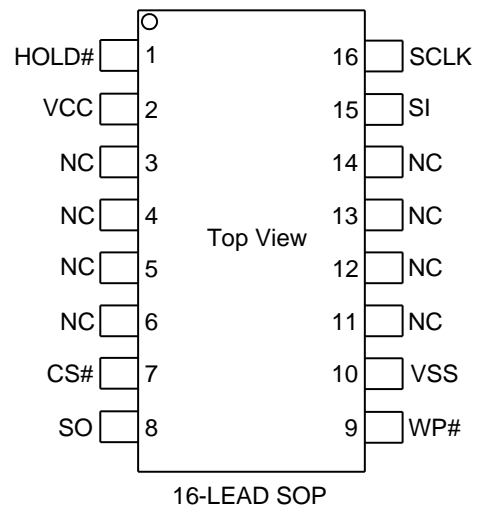 HOLD# 1 16 SCLK
VCC 2 15 SI
NC 3 14 NC
NC 4 13 NC
Top View
NC 5 12 NC
NC 6 11 NC
CS# 7 10 VSS
SO 8 9 WP#
16-LEAD SOP